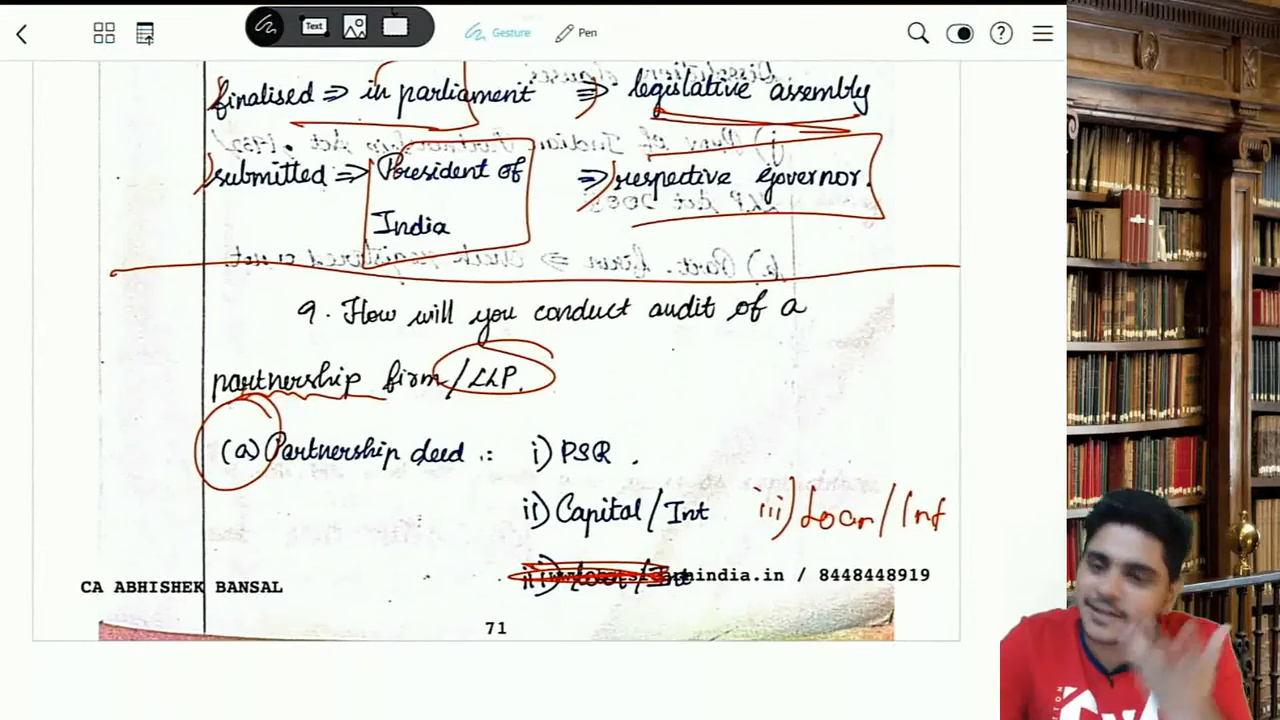 Text
Gesture
Pen
?
finalised ⇒ in parliament ⇒ legislative assembly
submitted ⇒ President of India ⇒ respective Governor.
9. How will you conduct audit of a
partnership firm/LLP.
(a) Partnership deed :: i) PSR.
ii) Capital/Int iii) Loan/Int
india.in / 8448448919
CA ABHISHEK BANSAL
71